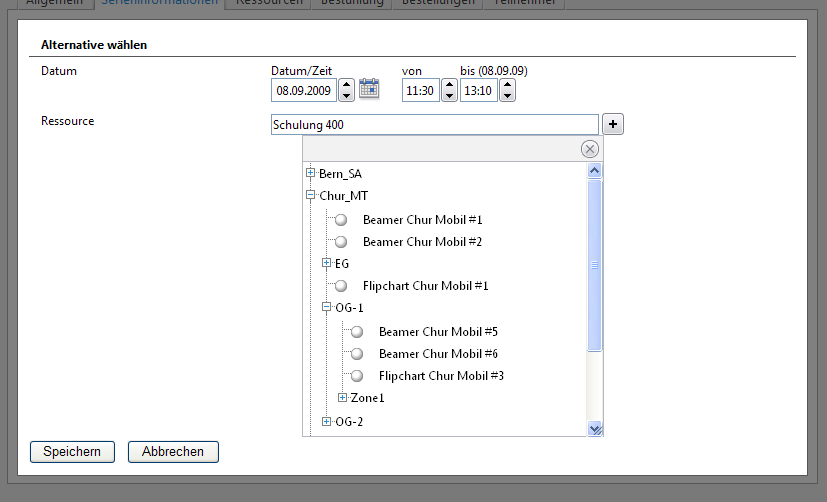 Allgemein Serieninformationen Ressourcen Bestuhlung Bestellungen Teilnehmer
Alternative wählen
Datum Datum/Zeit von bis (08.09.09)
08.09.2009 11:30 13:10
Ressource Schulung 400
Bern_SA
Chur_MT
Beamer Chur Mobil #1
Beamer Chur Mobil #2
EG
Flipchart Chur Mobil #1
OG-1
Beamer Chur Mobil #5
Beamer Chur Mobil #6
Flipchart Chur Mobil #3
Zone1
OG-2
Speichern Abbrechen